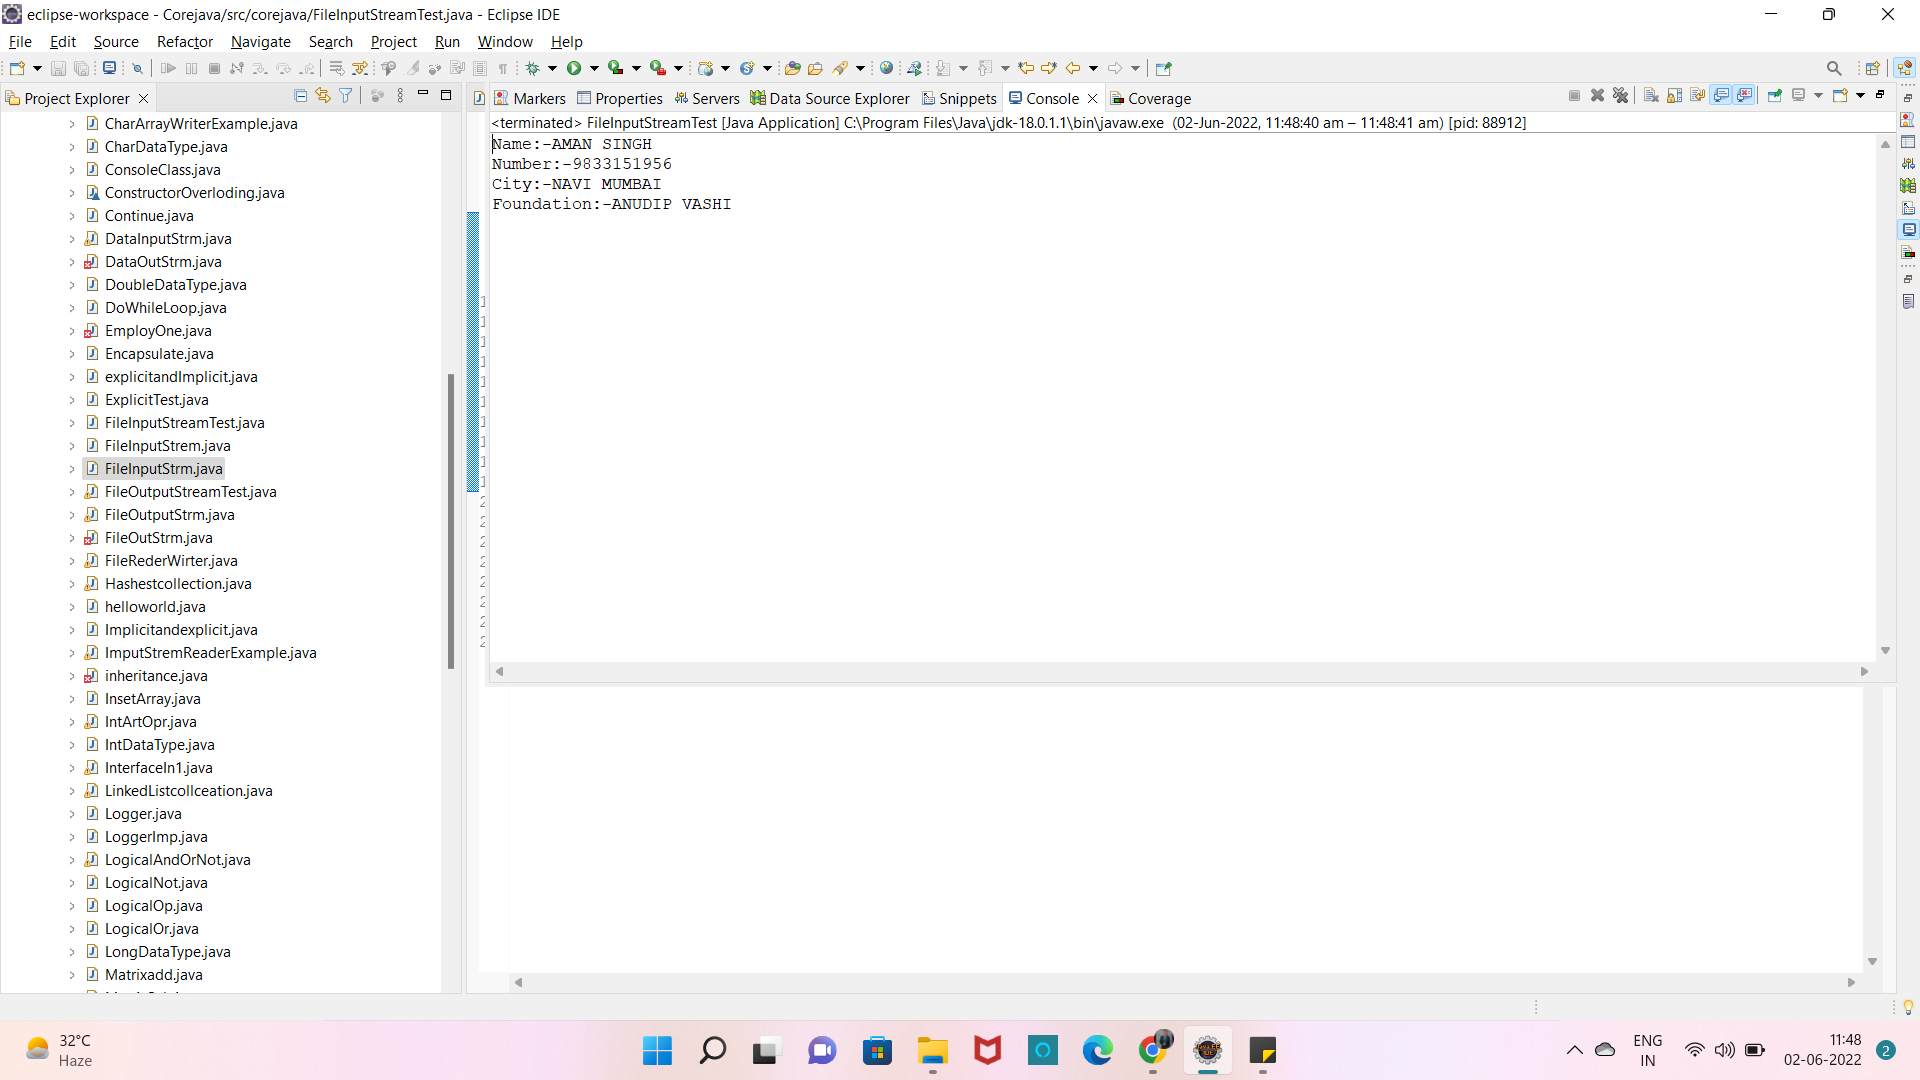 eclipse-workspace - Corejava/src/corejava/FileInputStreamTest.java - Eclipse IDE
File Edit Source Refactor Navigate Search Project Run Window Help
Project Explorer
Markers Properties Servers Data Source Explorer Snippets Console Coverage
<terminated> FileInputStreamTest [Java Application] C:\Program Files\Java\jdk-18.0.1.1\bin\javaw.exe (02-Jun-2022, 11:48:40 am – 11:48:41 am) [pid: 88912]
Name:-AMAN SINGH
Number:-9833151956
City:-NAVI MUMBAI
Foundation:-ANUDIP VASHI
CharArrayWriterExample.java
CharDataType.java
ConsoleClass.java
ConstructorOverloding.java
Continue.java
DataInputStrm.java
DataOutStrm.java
DoubleDataType.java
DoWhileLoop.java
EmployOne.java
Encapsulate.java
explicitandImplicit.java
ExplicitTest.java
FileInputStreamTest.java
FileInputStrem.java
FileInputStrm.java
FileOutputStreamTest.java
FileOutputStrm.java
FileOutStrm.java
FileRederWirter.java
Hashestcollection.java
helloworld.java
Implicitandexplicit.java
ImputStremReaderExample.java
inheritance.java
InsetArray.java
IntArtOpr.java
IntDataType.java
InterfaceIn1.java
LinkedListcollceation.java
Logger.java
LoggerImp.java
LogicalAndOrNot.java
LogicalNot.java
LogicalOp.java
LogicalOr.java
LongDataType.java
Matrixadd.java
32°C
Haze
ENG
IN
11:48
02-06-2022
2